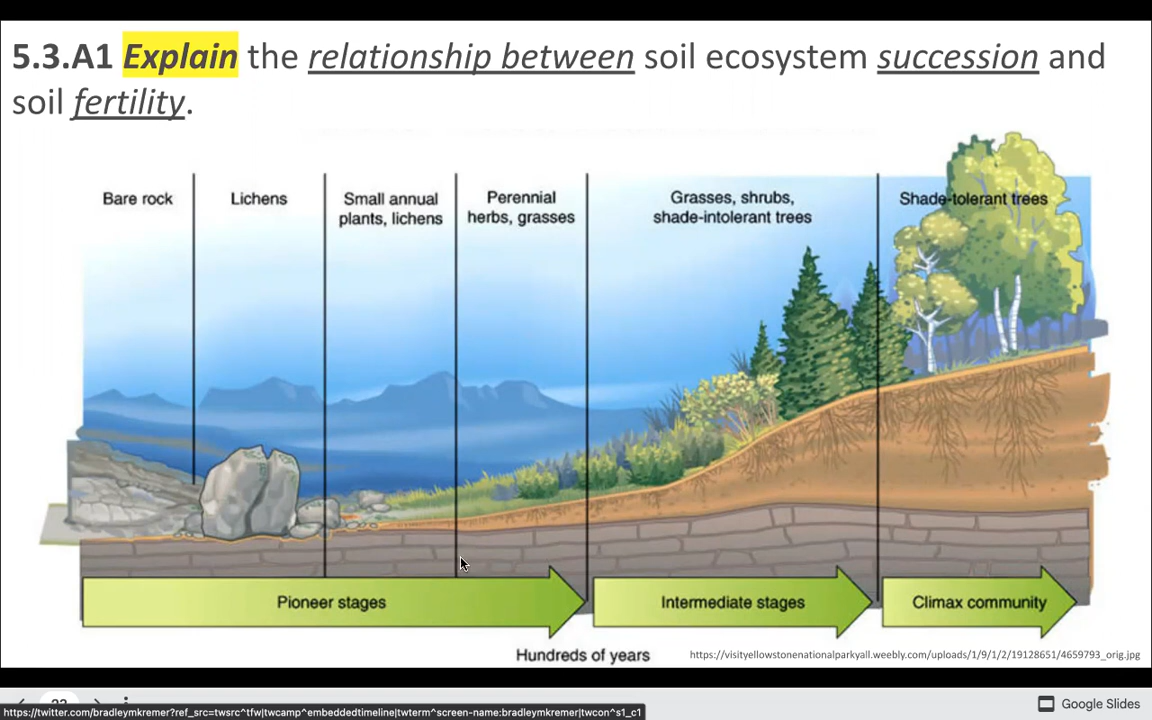 5.3.A1 Explain the relationship between soil ecosystem succession and
soil fertility.
Bare rock
Lichens
Small annual
plants, lichens
Perennial
herbs, grasses
Grasses, shrubs,
shade-intolerant trees
Shade-tolerant trees
Pioneer stages
Intermediate stages
Climax community
Hundreds of years
https://visityellowstonenationalparkyall.weebly.com/uploads/1/9/1/2/19128651/4659793_orig.jpg
Google Slides
https://twitter.com/bradleymkremer?ref_src=twsrc^tfw|twcamp^embeddedtimeline|twterm^screen-name:bradleymkremer|twcon^s1_c1